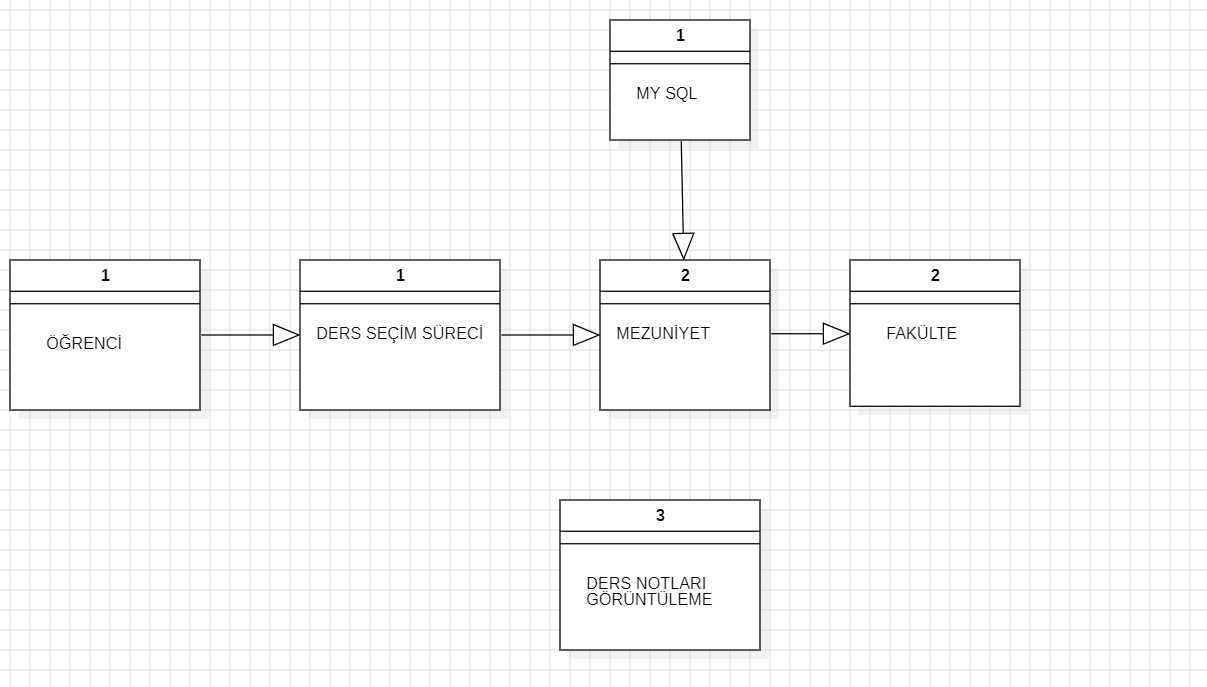 1
MY SQL
1
ÖĞRENCİ
1
DERS SEÇİM SÜRECİ
2
MEZUNİYET
2
FAKÜLTE
3
DERS NOTLARI
GÖRÜNTÜLEME